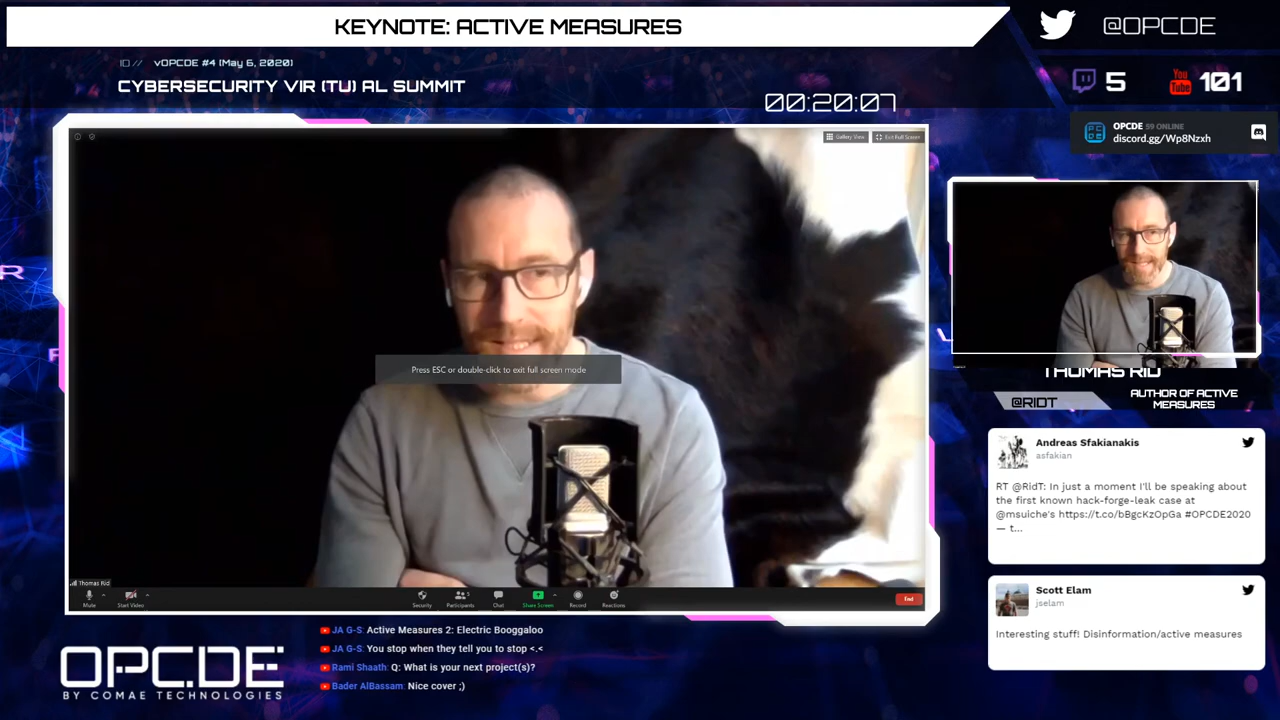 KEYNOTE: ACTIVE MEASURES
@OPCDE
ID // vOPCDE #4 (May 6, 2020)
CYBERSECURITY VIR (TU) AL SUMMIT
00:20:07
5
You Tube
101
OPCDE 89 ONLINE
discord.gg/Wp8Nzxh
Gallery View
Exit Full Screen
Press ESC or double-click to exit full screen mode
THOMAS RID
@RIDT
AUTHOR OF ACTIVE
MEASURES
Andreas Sfakianakis
asfakian
RT @RidT: In just a moment I'll be speaking about
the first known hack-forge-leak case at
@msuiche's https://t.co/bBgcKzOpGa #OPCDE2020
— t...
Scott Elam
jselam
Interesting stuff! Disinformation/active measures
Thomas Rid
Mute
Start Video
Security
Participants
Chat
Share Screen
Record
Reactions
End
JA G-S: Active Measures 2: Electric Booggaloo
JA G-S: You stop when they tell you to stop <.<
Rami Shaath: Q: What is your next project(s)?
Bader AlBassam: Nice cover ;)
OPCDE
BY COMAE TECHNOLOGIES